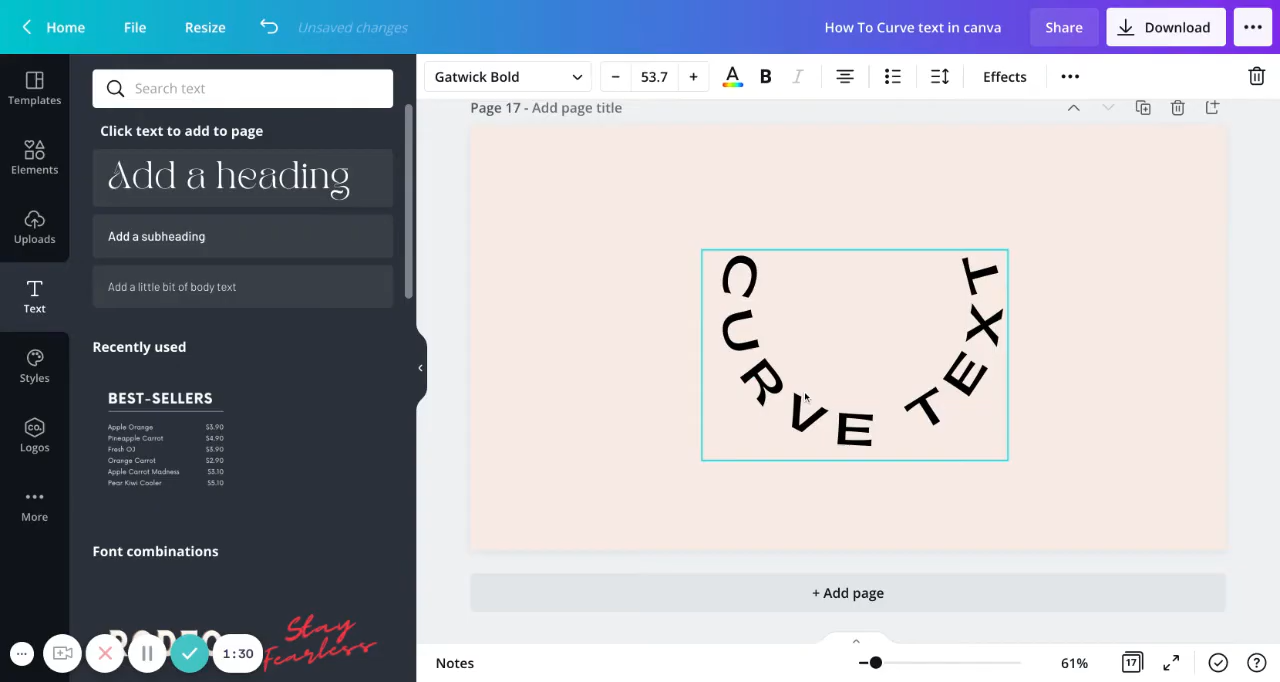 Home File Resize Unsaved changes How To Curve text in canva Share Download
Gatwick Bold 53.7 A B I Effects
Templates
Elements
Uploads
Text
Styles
Logos
More
Search text
Click text to add to page
Add a heading
Add a subheading
Add a little bit of body text
Recently used
BEST-SELLERS
Apple Orange $3.90
Pineapple Carrot $4.90
Fresh OJ $3.90
Orange Carrot $2.90
Apple Carrot Madness $3.10
Pear Kiwi Cooler $5.10
Font combinations
RODEO
Stay
Fearless
1:30
Page 17 - Add page title
CURVE TEXT
+ Add page
Notes 61% 17
co.